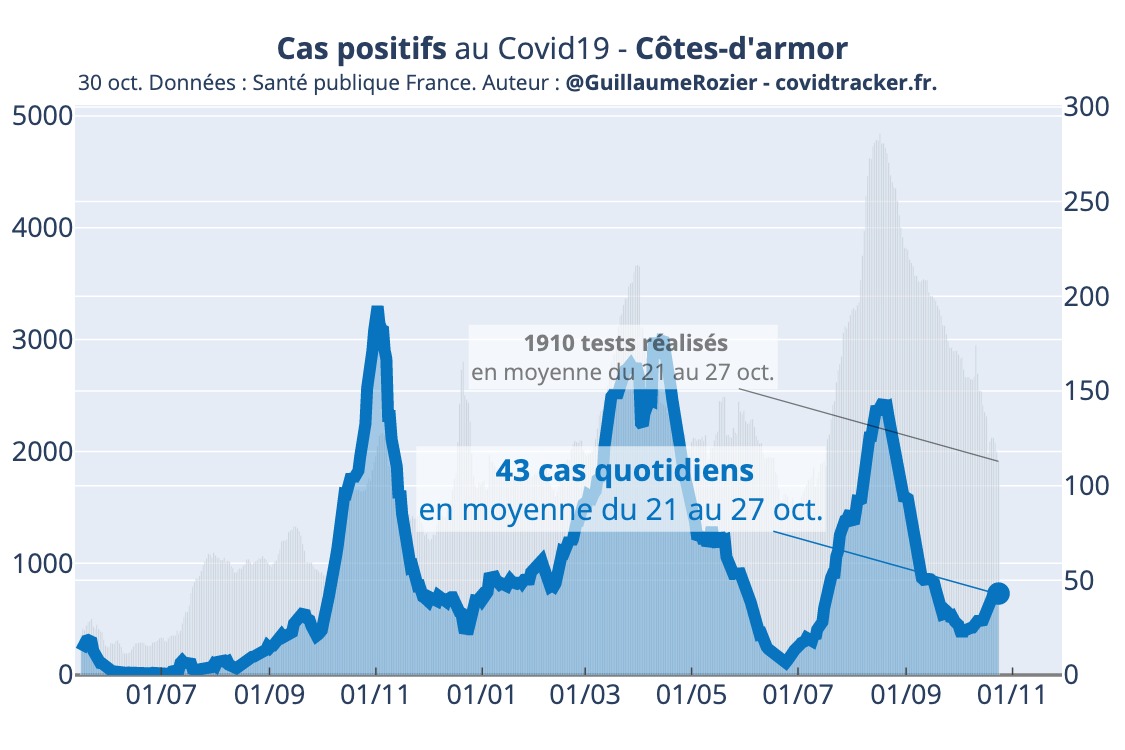 Cas positifs au Covid19 - Côtes-d'armor
30 oct. Données : Santé publique France. Auteur : @GuillaumeRozier - covidtracker.fr.
5000
4000
3000
2000
1000
0
300
250
200
150
100
50
0
1910 tests réalisés
en moyenne du 21 au 27 oct.
43 cas quotidiens
en moyenne du 21 au 27 oct.
01/07 01/09 01/11 01/01 01/03 01/05 01/07 01/09 01/11